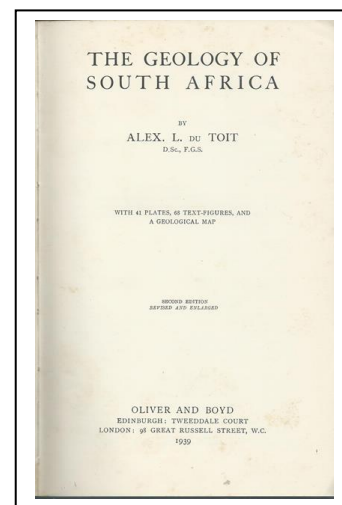 THE GEOLOGY OF
SOUTH AFRICA
BY
ALEX. L. DU TOIT
D.Sc., F.G.S.
WITH 41 PLATES, 68 TEXT-FIGURES, AND
A GEOLOGICAL MAP
SECOND EDITION
REVISED AND ENLARGED
OLIVER AND BOYD
EDINBURGH: TWEEDDALE COURT
LONDON: 98 GREAT RUSSELL STREET, W.C.
1939